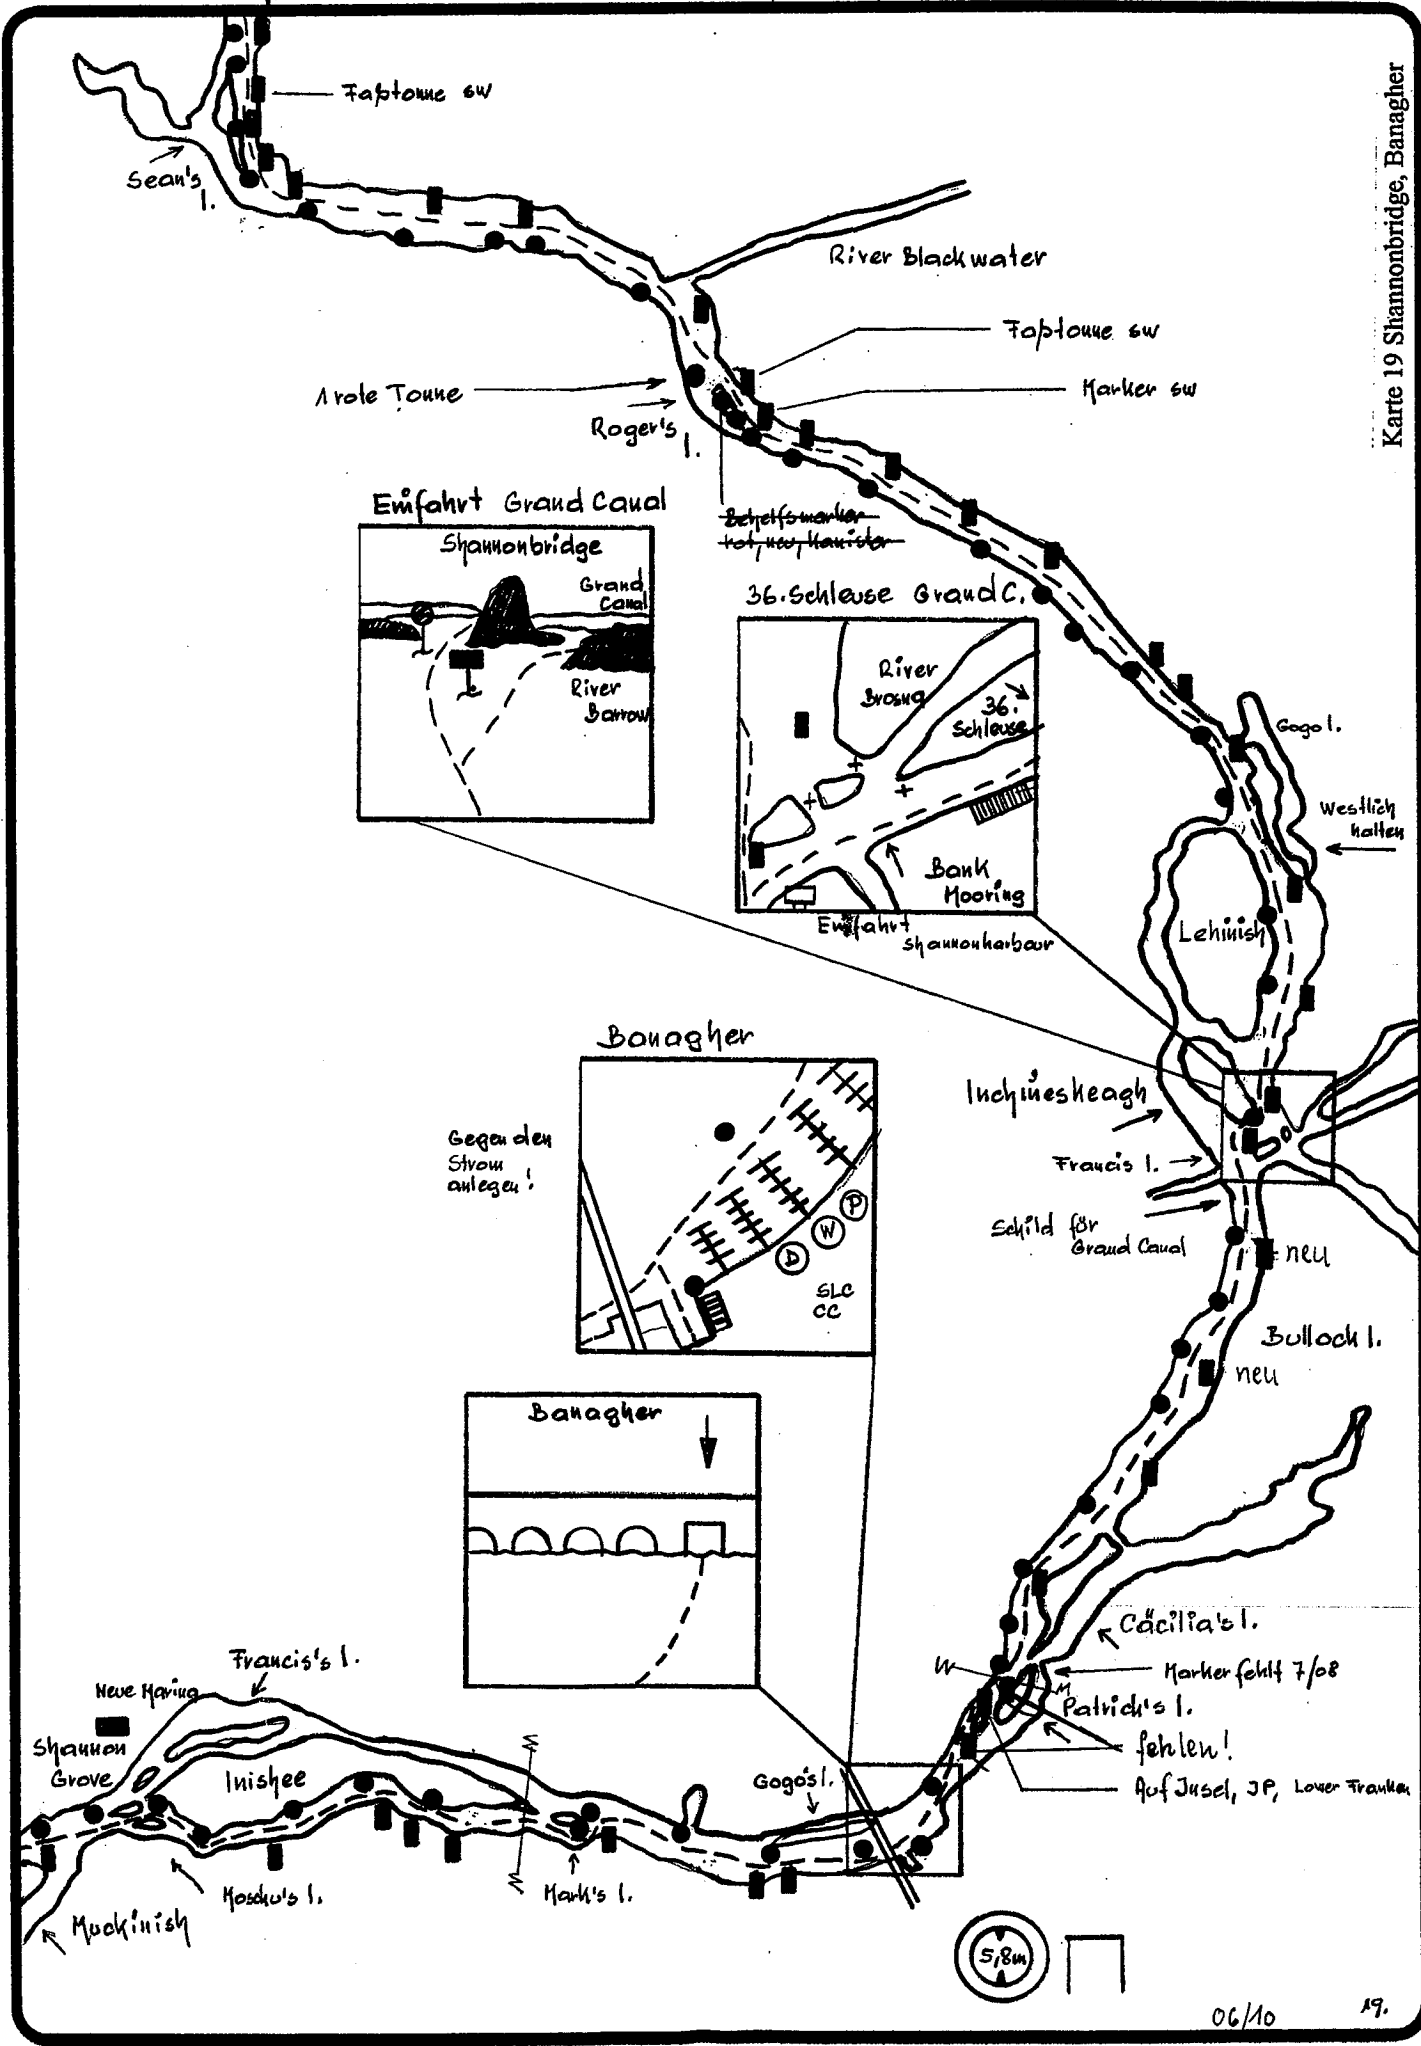 Karte 19 Shannonbridge, Banagher
Faßtonne sw
Sean's
I.
River Blackwater
Faßtonne sw
1 rote Tonne
Marker sw
Roger's
I.
Einfahrt Grand Canal
Behelfsmarker
rot, neu, Kanister
Shannonbridge
Grand
Canal
River
Barrow
36. Schleuse Grand C.
River
Brosna
36.
Schleuse
Bank
Mooring
Einfahrt
Shannonharbour
Gogo I.
Westlich
halten
Lehinish
Banagher
Gegen den
Strom
anlegen!
P
W
D
SLC
CC
Inchineskeagh
Francis I.
Schild für
Grand Canal
neu
Bullock I.
neu
Banagher
Cäcilia's I.
Marker fehlt 7/08
Patrick's I.
fehlen!
Auf Insel, JP, Lower Franken
Francis's I.
Neue Marina
Shannon
Grove
Inishee
Gogo's I.
Moschu's I.
Mark's I.
Muckinish
5,8m
06/10
19.